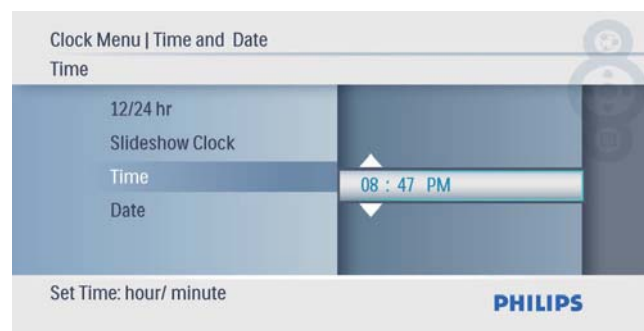 Clock Menu | Time and Date
Time
12/24 hr
Slideshow Clock
Time
08 : 47 PM
Date
Set Time: hour/ minute
PHILIPS